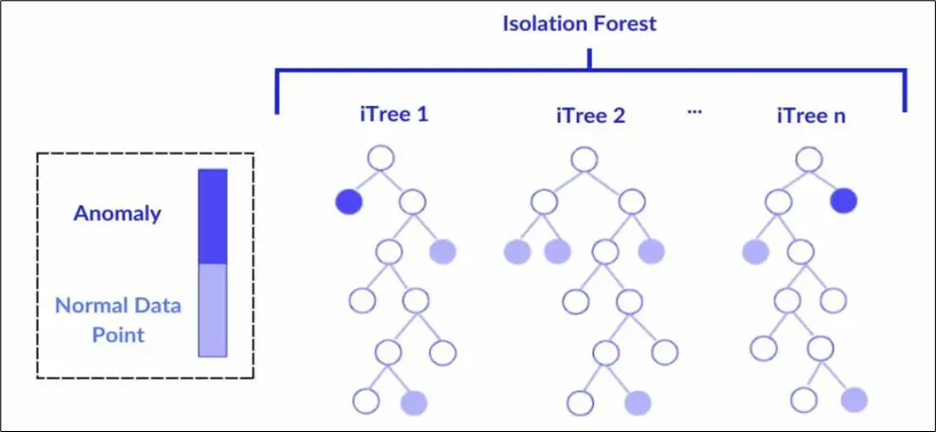 Isolation Forest
iTree 1
iTree 2
...
iTree n
Anomaly
Normal Data
Point